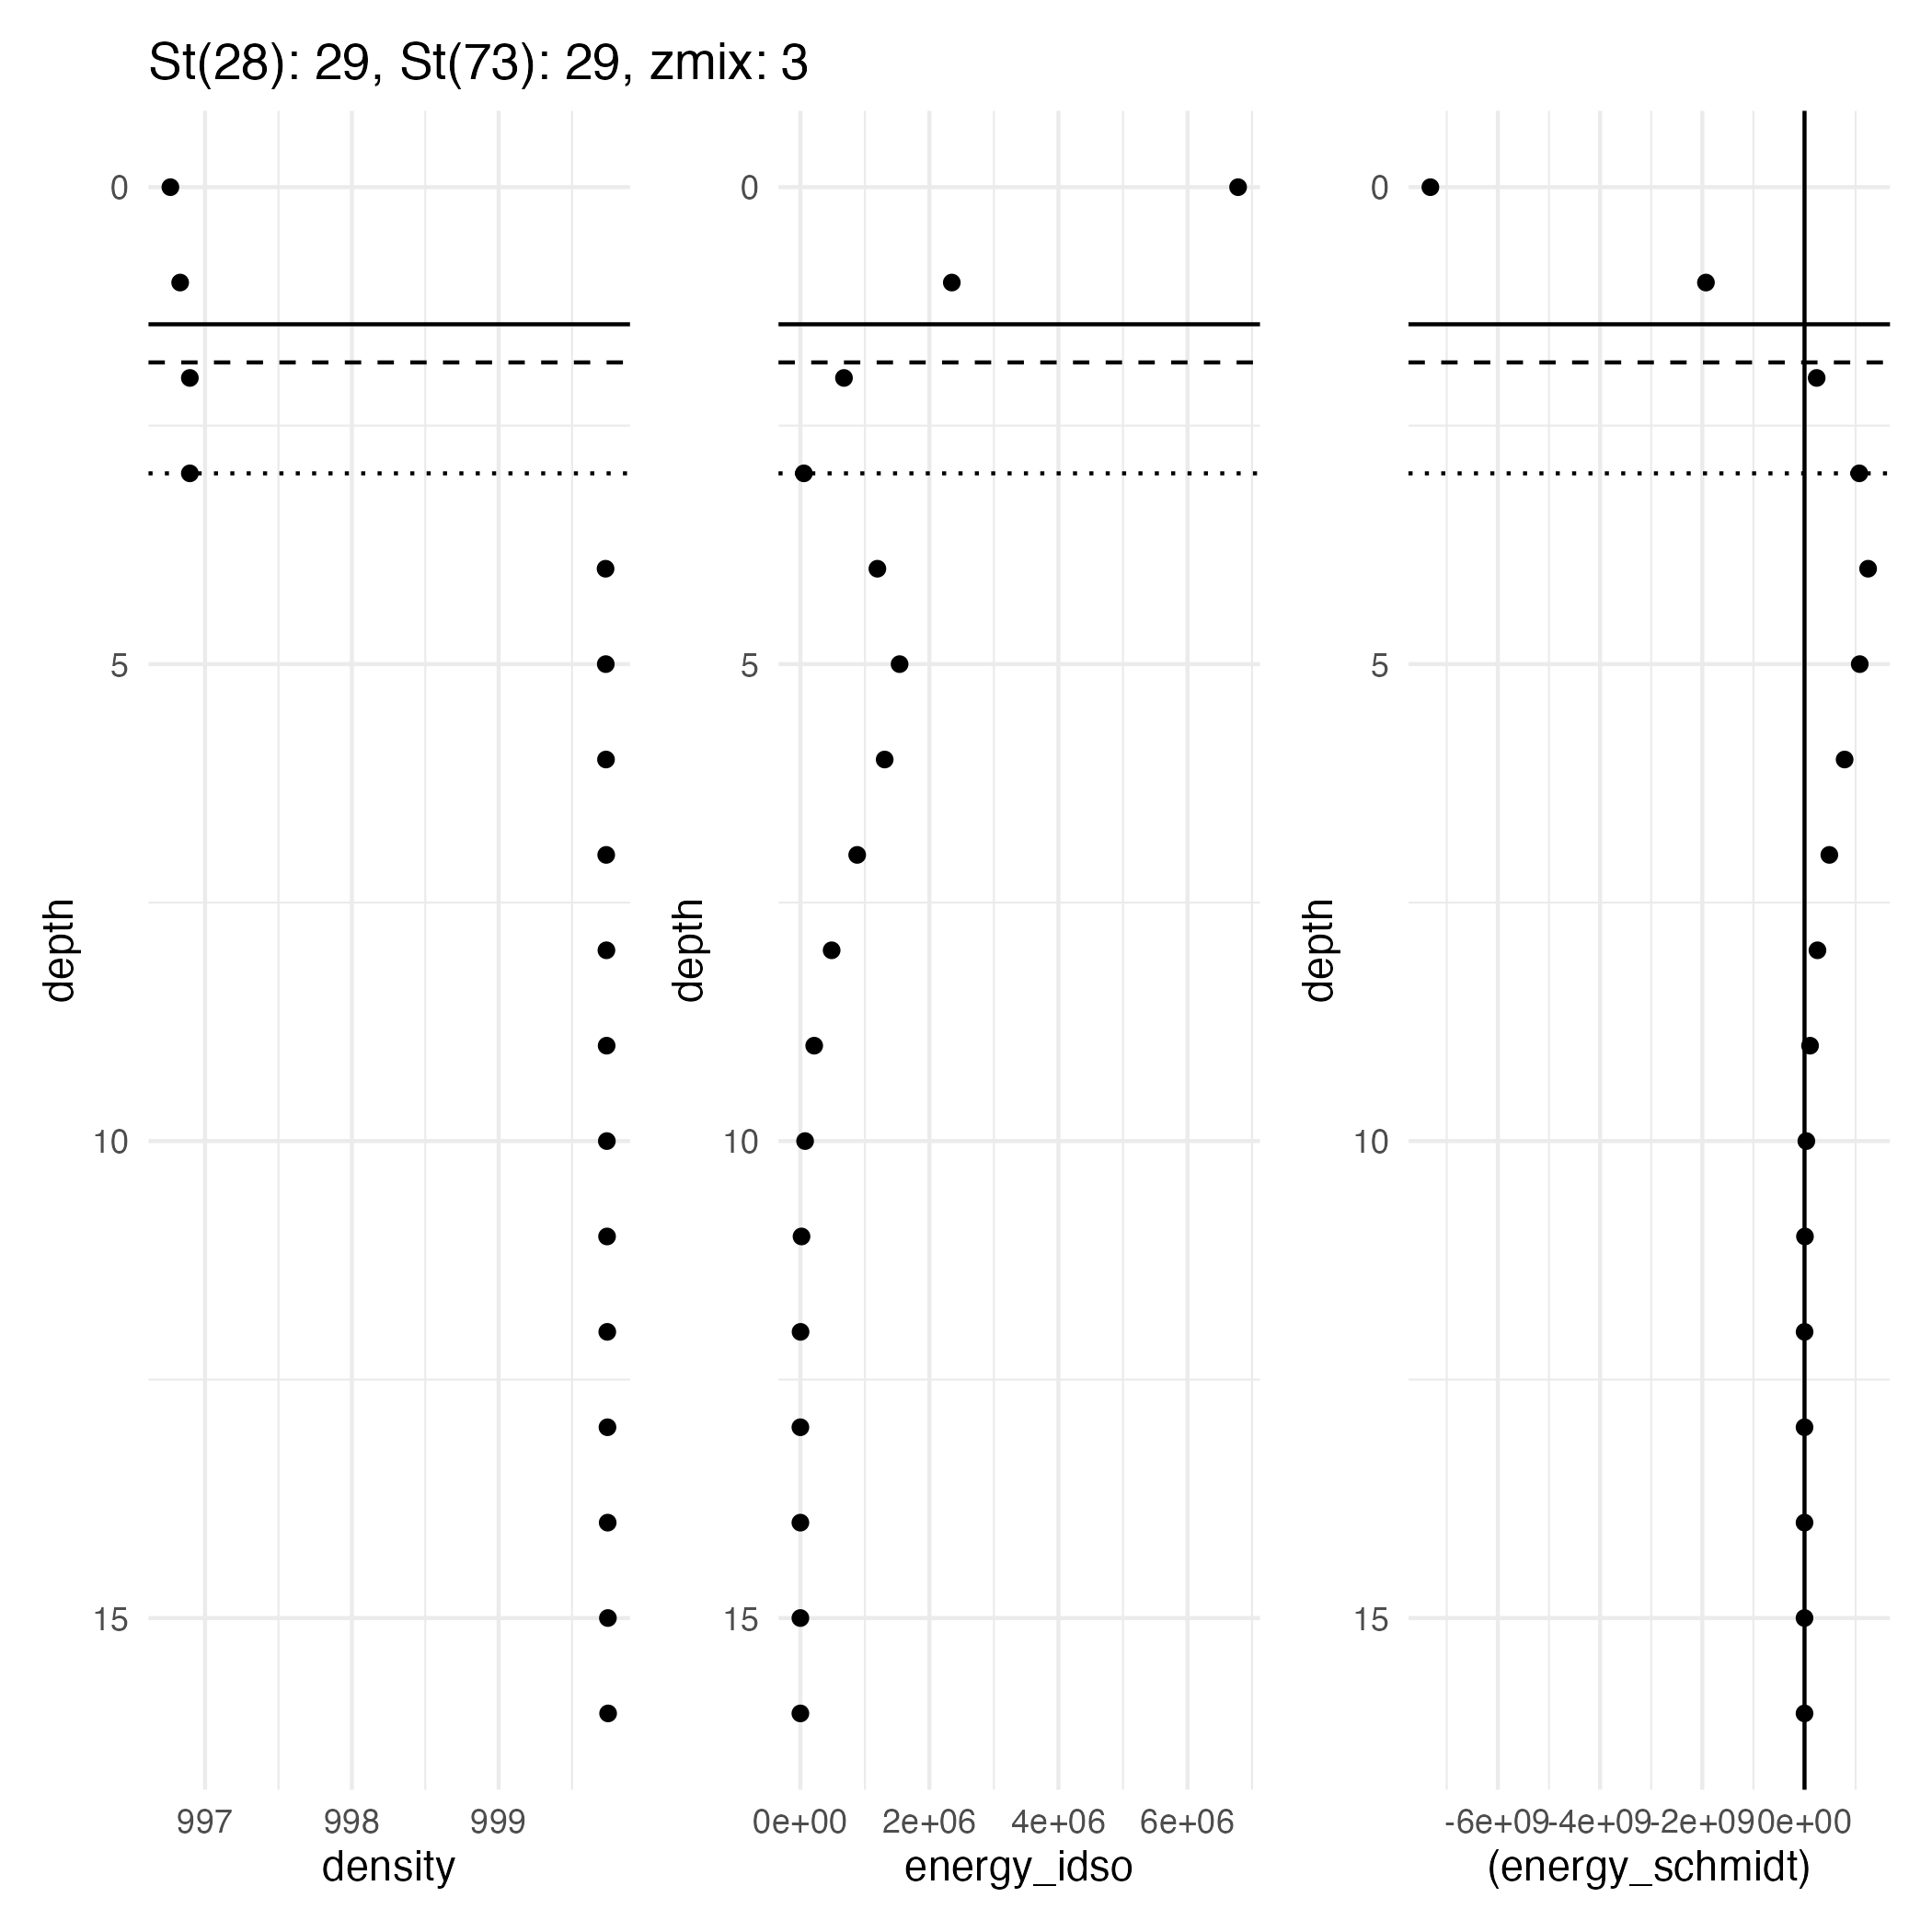 St(28): 29, St(73): 29, zmix: 3
0
5
10
15
depth
997
998
999
density
0
5
10
15
depth
0e+00
2e+06
4e+06
6e+06
energy_idso
0
5
10
15
depth
-6e+09
-4e+09
-2e+09
0e+00
(energy_schmidt)